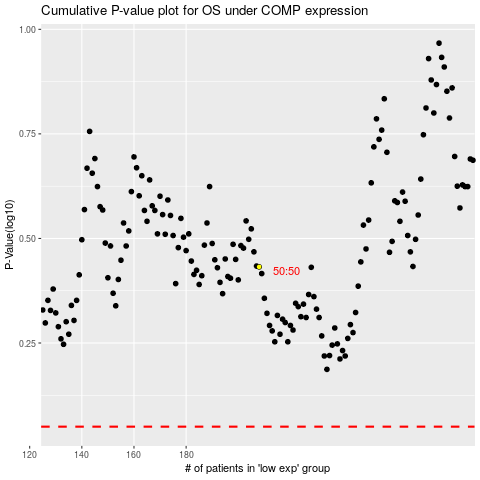 Cumulative P-value plot for OS under COMP expression
P-Value(log10)
1.00
0.75
0.50
0.25
50:50
120 140 160 180
# of patients in 'low exp' group